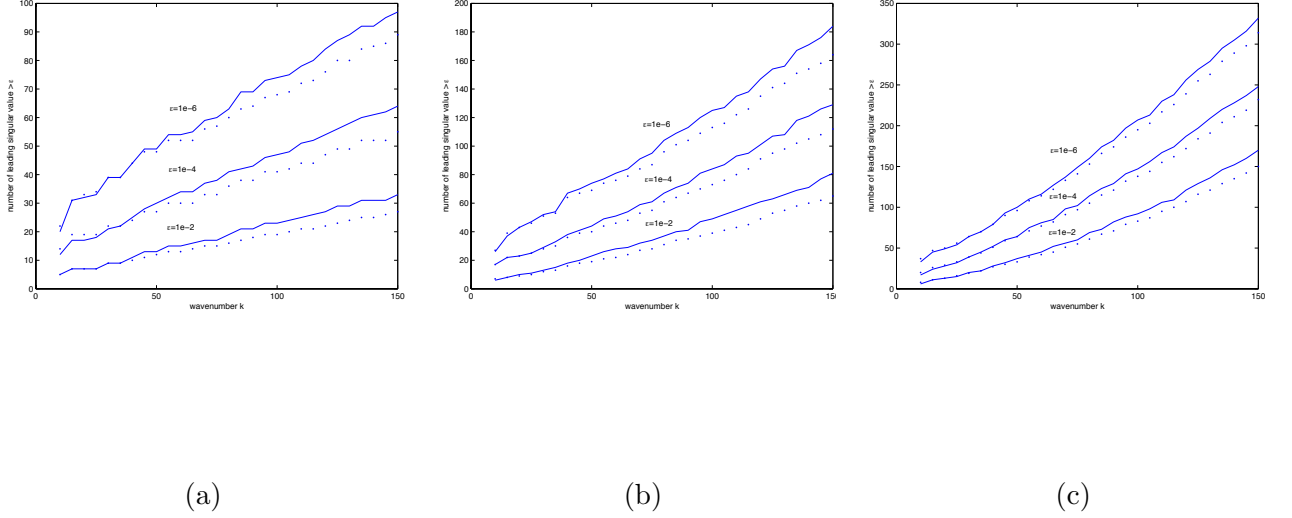 100
90
80
70
60
50
40
30
20
10
0
number of leading singular value > ε
ε=1e−6
ε=1e−4
ε=1e−2
0
50
100
150
wavenumber k
(a)
200
180
160
140
120
100
80
60
40
20
0
number of leading singular value > ε
ε=1e−6
ε=1e−4
ε=1e−2
0
50
100
150
wavenumber k
(b)
350
300
250
200
150
100
50
0
number of leading singular value > ε
ε=1e−6
ε=1e−4
ε=1e−2
0
50
100
150
wavenumber k
(c)